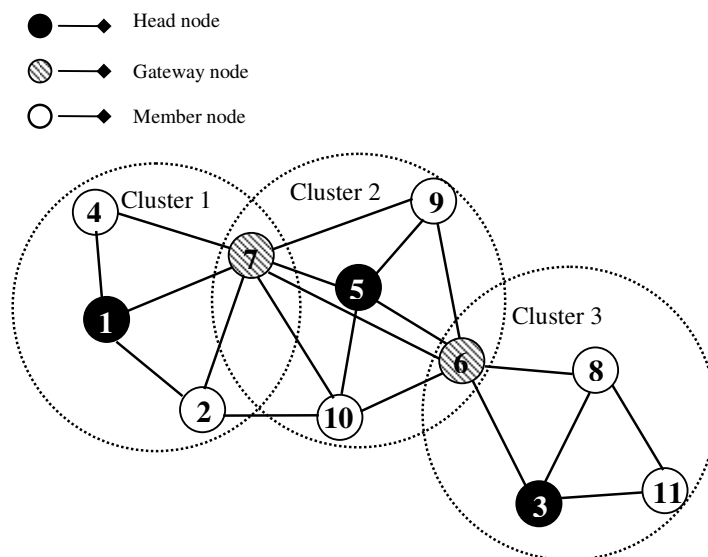 Head node
Gateway node
Member node
Cluster 1
Cluster 2
9
4
7
5
1
Cluster 3
6
8
2
10
3
11